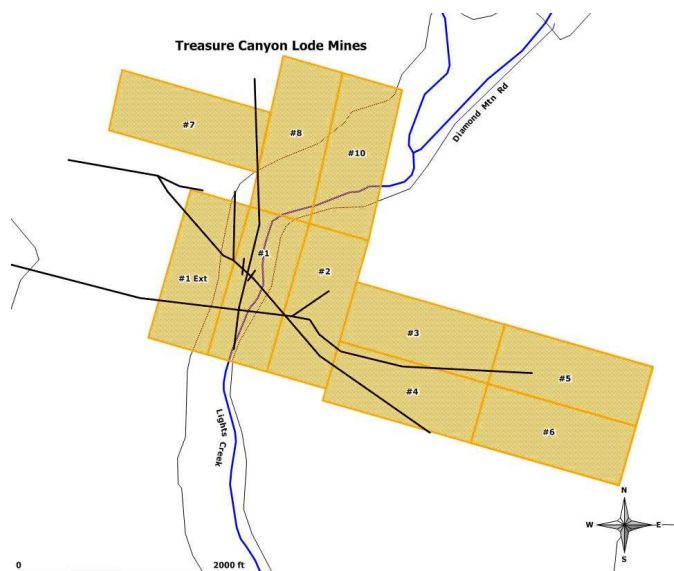 Treasure Canyon Lode Mines
Diamond Mtn Rd
#7
#8
#10
#1
#2
#1 Ext
#3
#5
#4
#6
Lights Creek
N
W
E
S
0
2000 ft